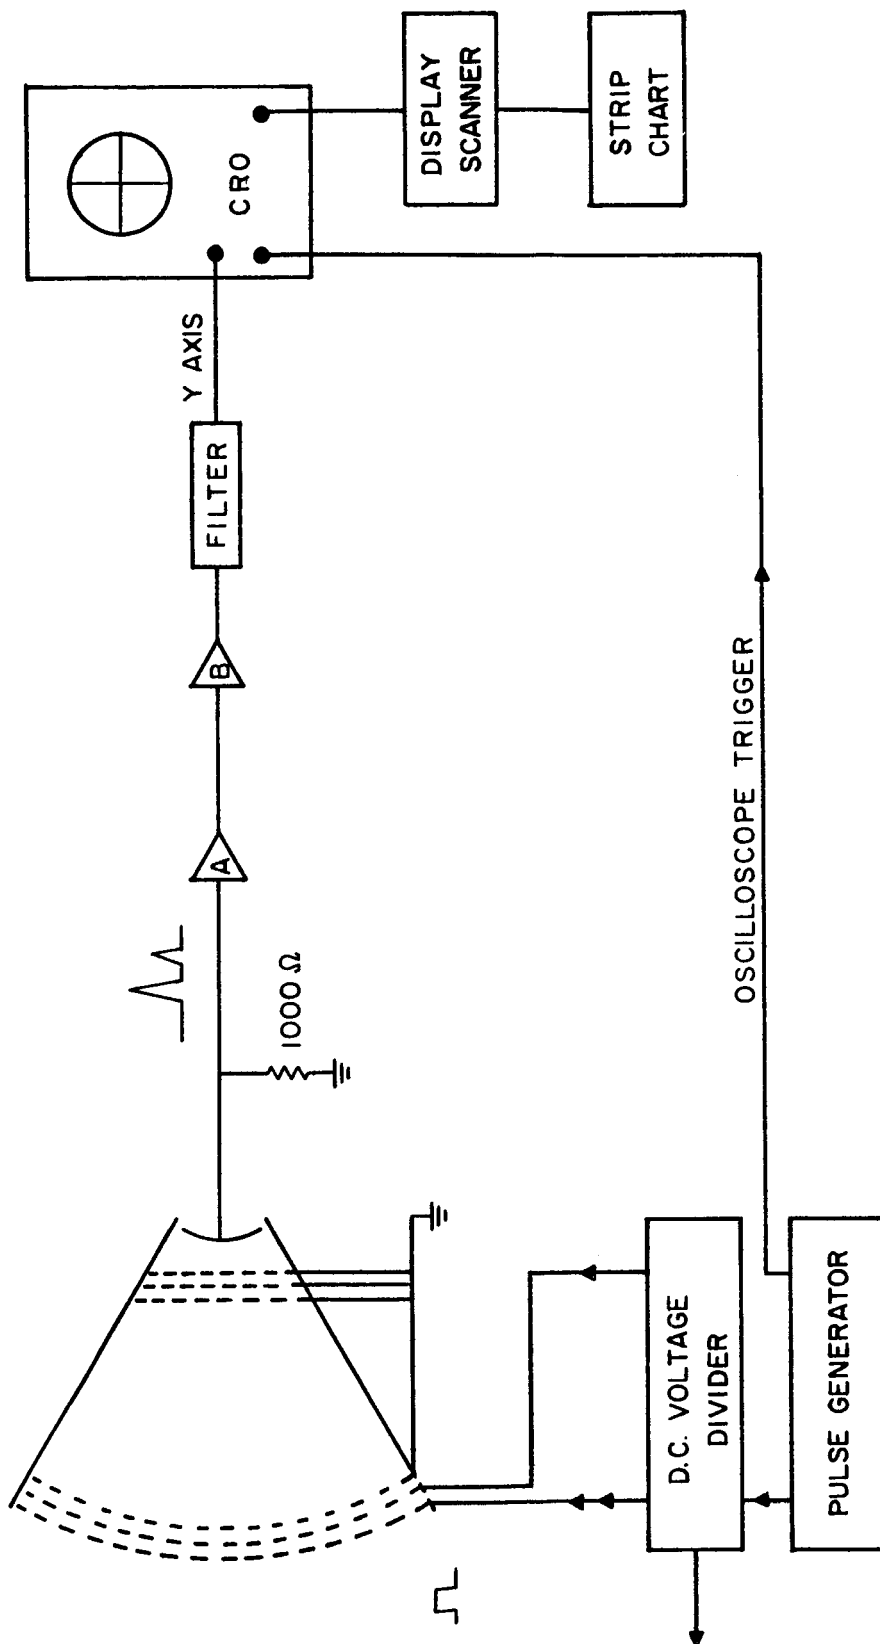 DISPLAY
SCANNER
STRIP
CHART
CRO
Y AXIS
FILTER
B
A
1000 Ω
OSCILLOSCOPE TRIGGER
D.C. VOLTAGE
DIVIDER
PULSE GENERATOR